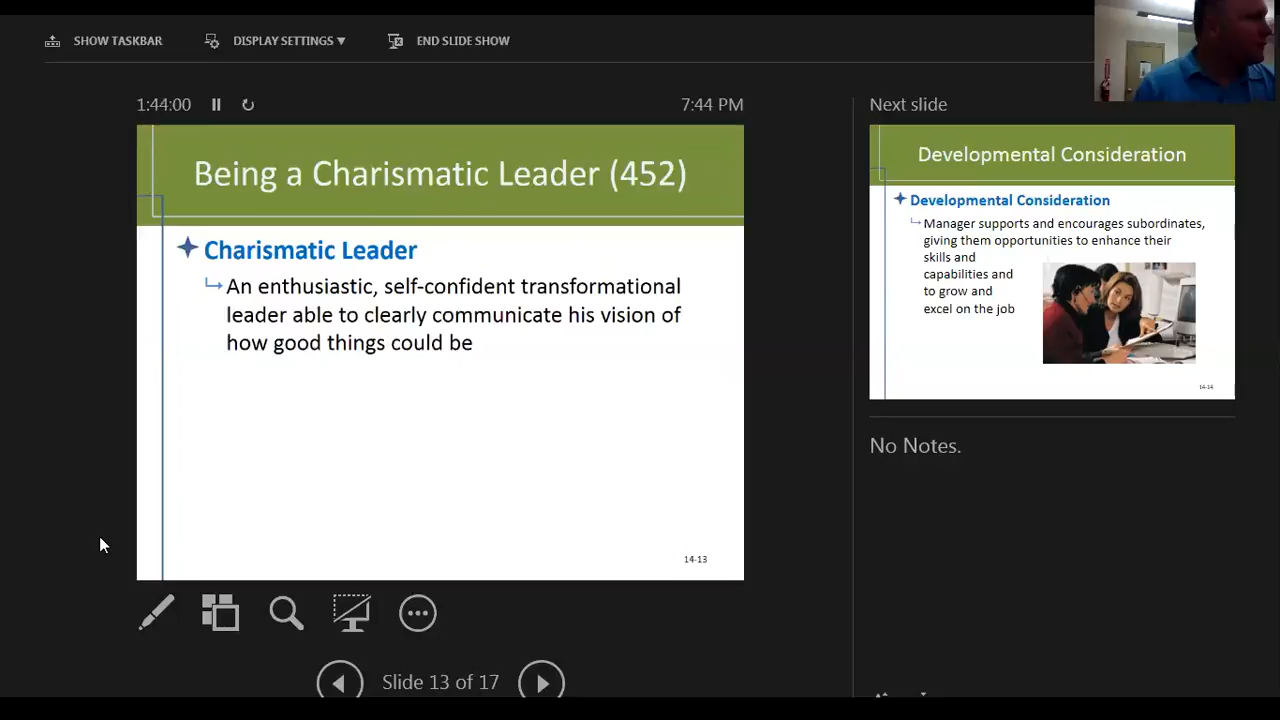 SHOW TASKBAR
DISPLAY SETTINGS ▼
END SLIDE SHOW
1:44:00
7:44 PM
Being a Charismatic Leader (452)
Charismatic Leader
An enthusiastic, self-confident transformational
leader able to clearly communicate his vision of
how good things could be
14-13
Slide 13 of 17
Next slide
Developmental Consideration
Developmental Consideration
Manager supports and encourages subordinates,
giving them opportunities to enhance their
skills and
capabilities and
to grow and
excel on the job
14-14
No Notes.